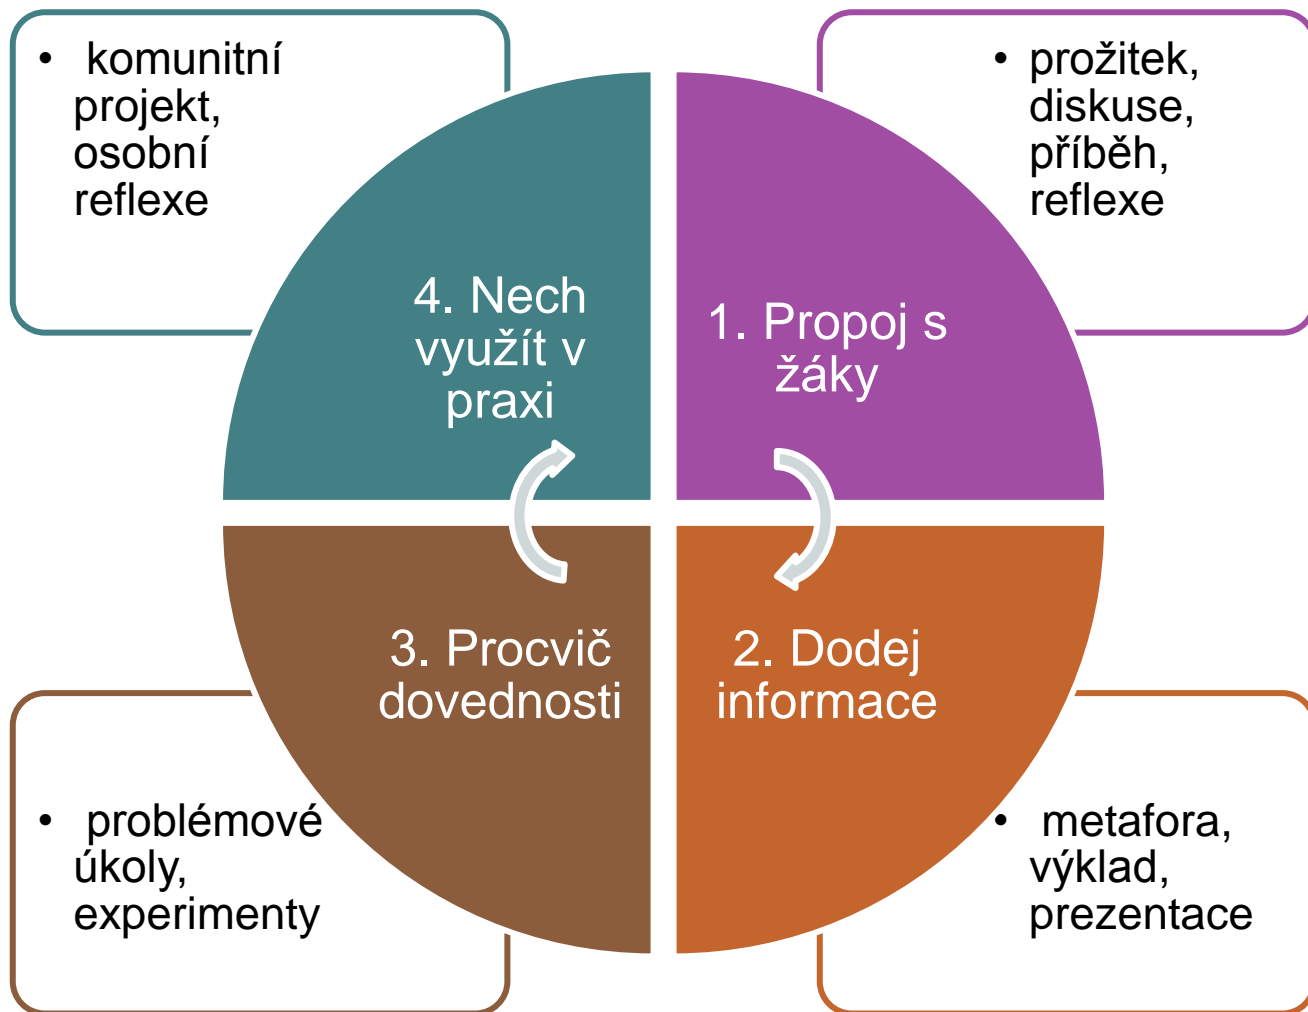 • komunitní
projekt,
osobní
reflexe
• prožitek,
diskuse,
příběh,
reflexe
4. Nech
využít v
praxi
1. Propoj s
žáky
3. Procvič
dovednosti
2. Dodej
informace
• problémové
úkoly,
experimenty
• metafora,
výklad,
prezentace